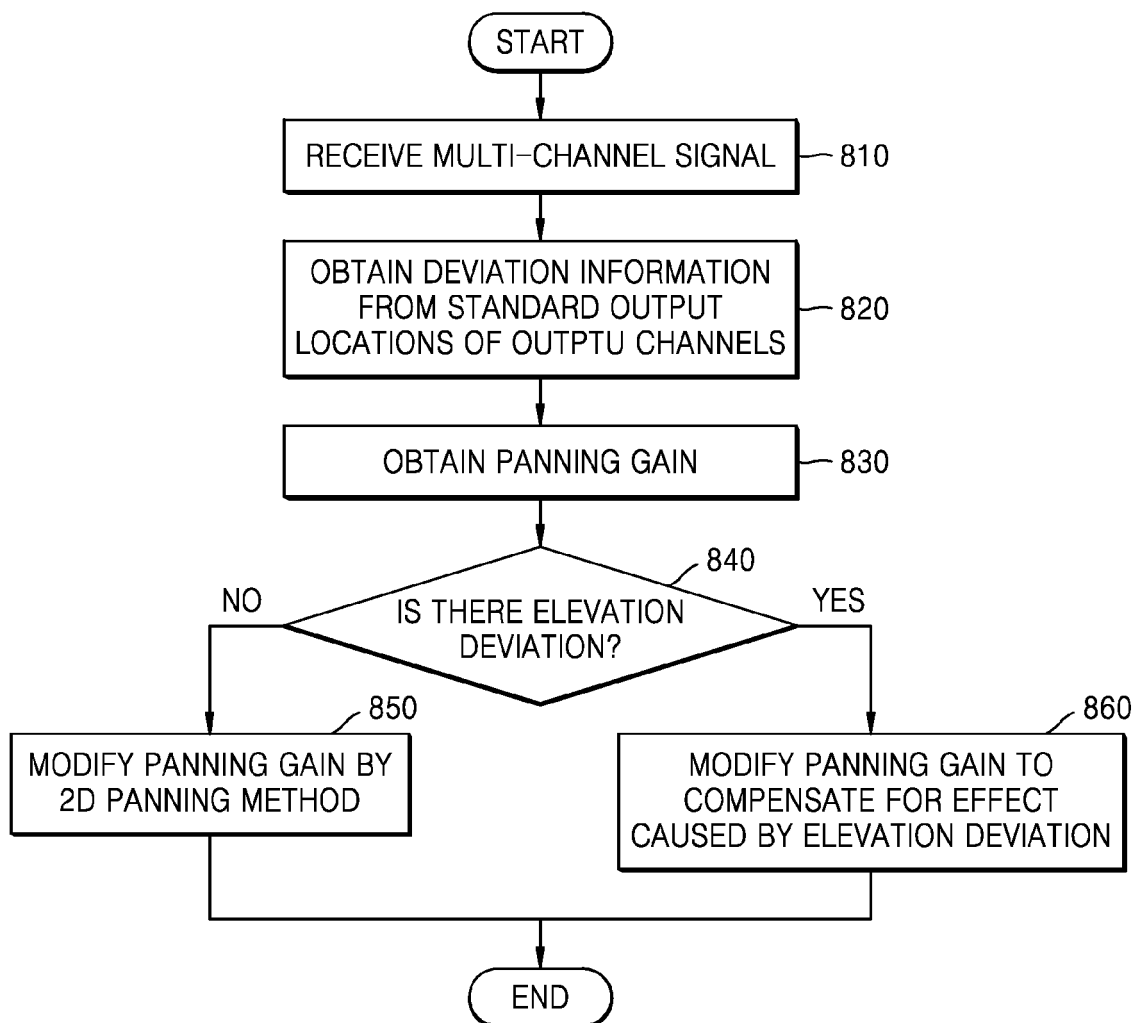 START
RECEIVE MULTI-CHANNEL SIGNAL
810
OBTAIN DEVIATION INFORMATION
FROM STANDARD OUTPUT
LOCATIONS OF OUTPTU CHANNELS
820
OBTAIN PANNING GAIN
830
840
IS THERE ELEVATION
DEVIATION?
NO
YES
850
MODIFY PANNING GAIN BY
2D PANNING METHOD
860
MODIFY PANNING GAIN TO
COMPENSATE FOR EFFECT
CAUSED BY ELEVATION DEVIATION
END